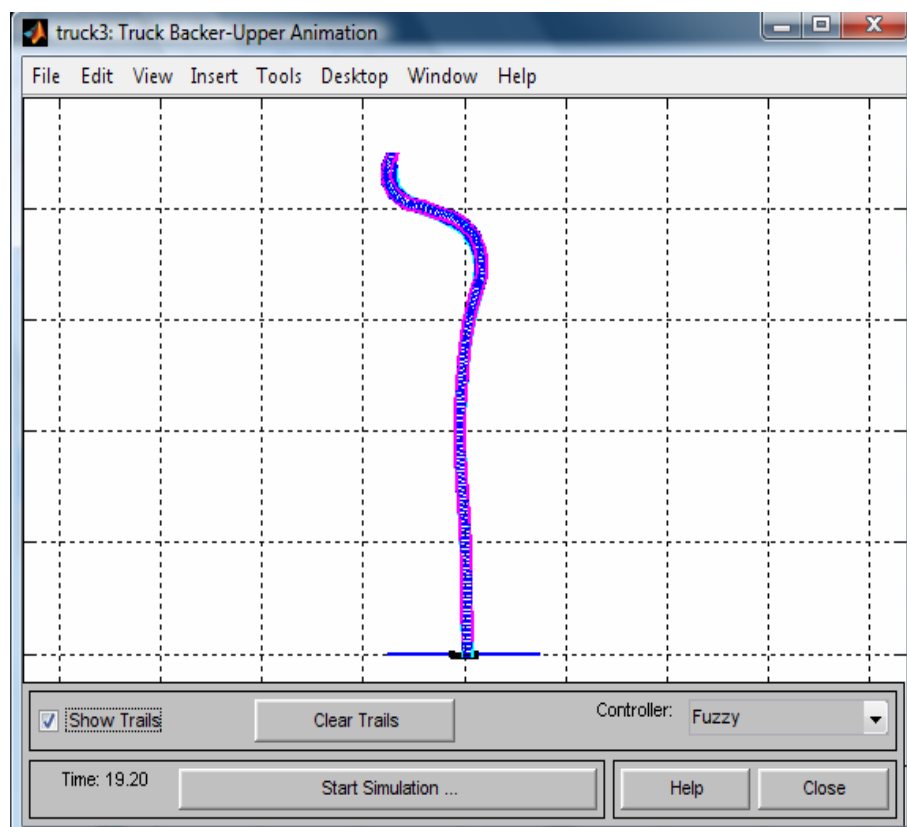 truck3: Truck Backer-Upper Animation
File Edit View Insert Tools Desktop Window Help
Show Trails Clear Trails Controller: Fuzzy
Time: 19.20 Start Simulation ... Help Close